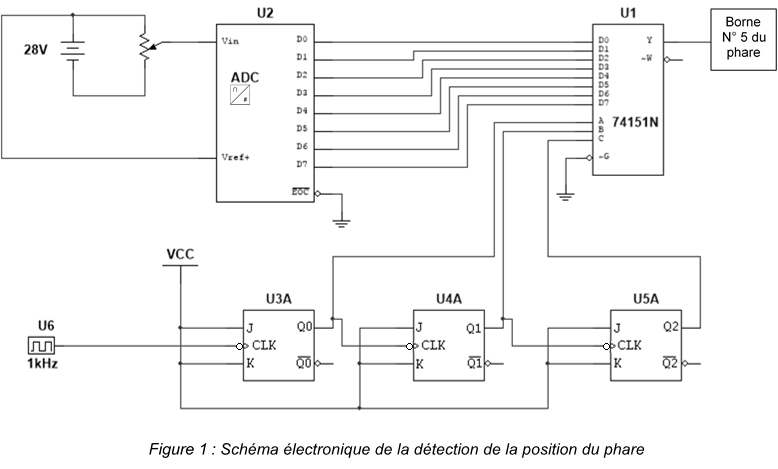 U2
U1
28V
Vin
ADC
Vref+
D0
D1
D2
D3
D4
D5
D6
D7
EOC
D0
D1
D2
D3
D4
D5
D6
D7
A
B
C
~G
Y
~W
74151N
Borne
N° 5 du
phare
VCC
U6
1kHz
U3A
J
CLK
K
Q0
Q0
U4A
J
CLK
K
Q1
Q1
U5A
J
CLK
K
Q2
Q2
Figure 1 : Schéma électronique de la détection de la position du phare